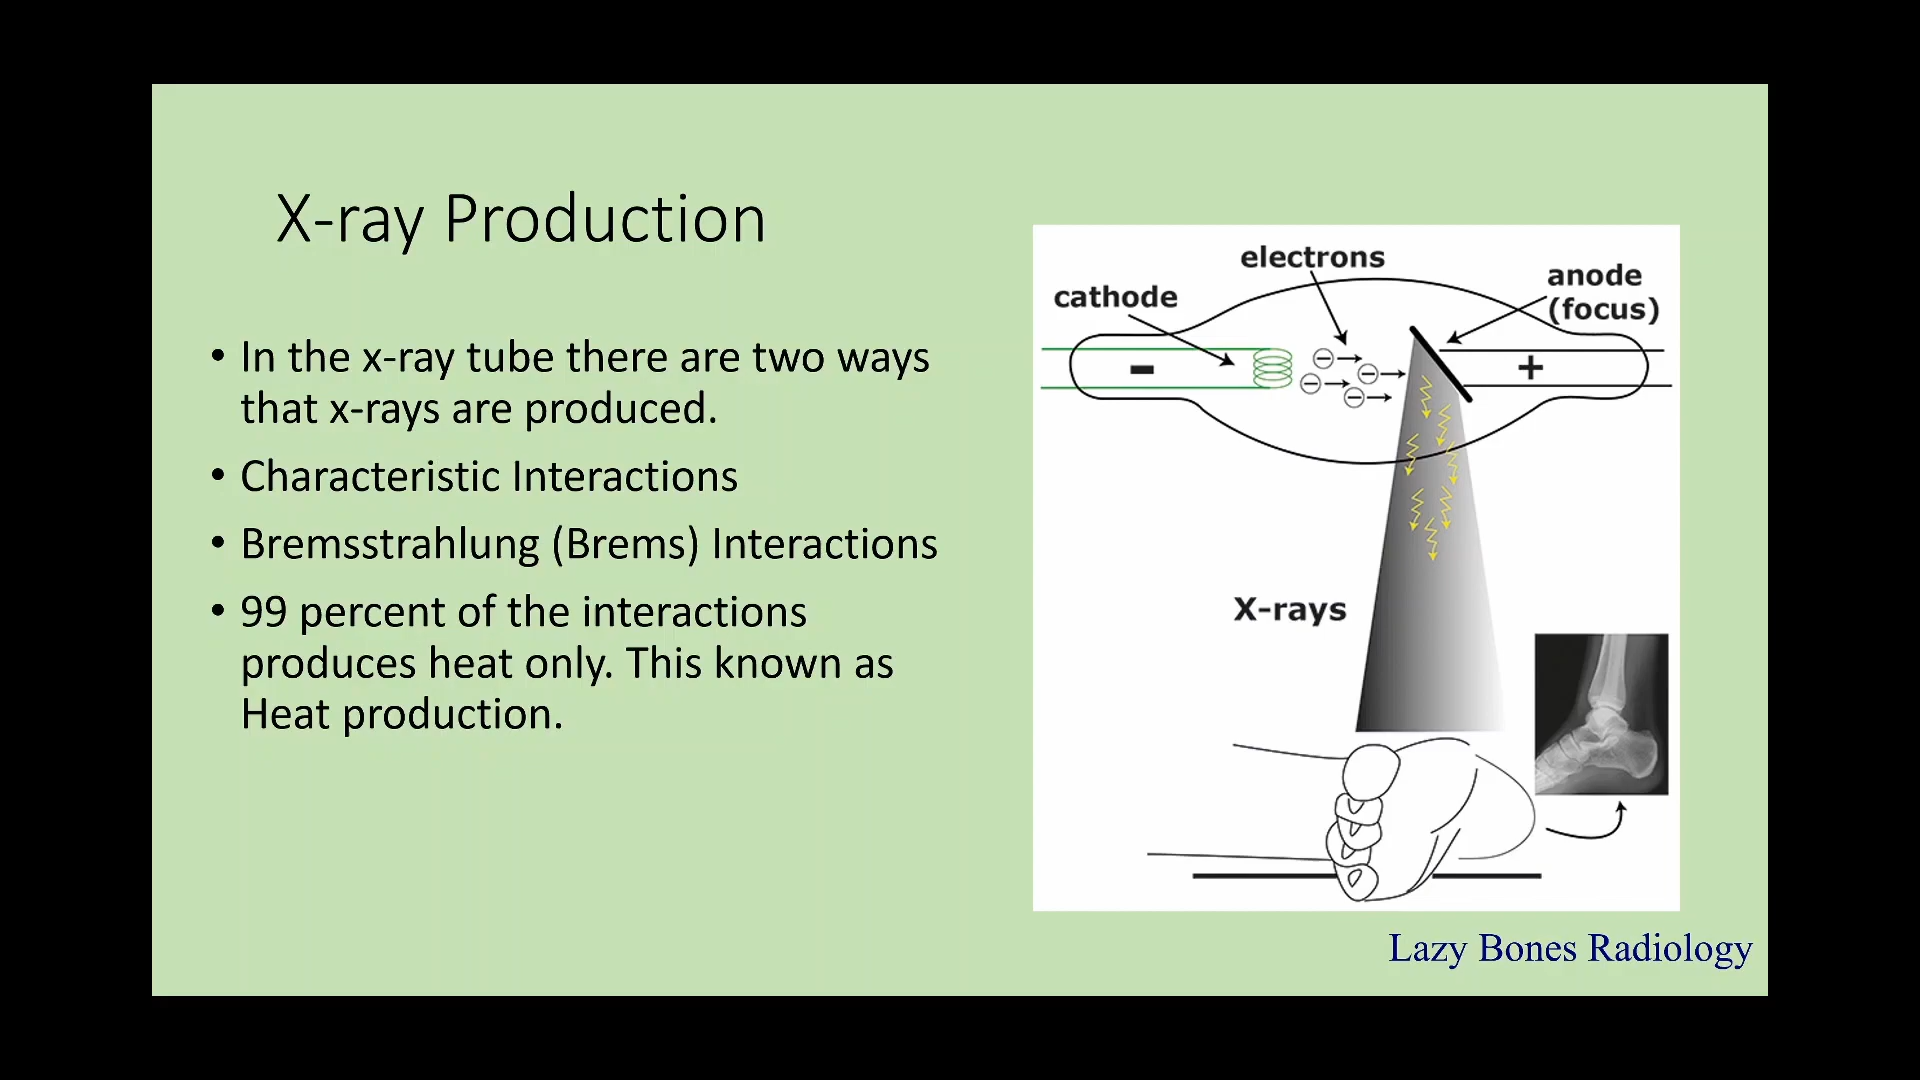 X-ray Production
• In the x-ray tube there are two ways
that x-rays are produced.
• Characteristic Interactions
• Bremsstrahlung (Brems) Interactions
• 99 percent of the interactions
produces heat only. This known as
Heat production.
electrons
cathode
anode
(focus)
-
+
X-rays
Lazy Bones Radiology